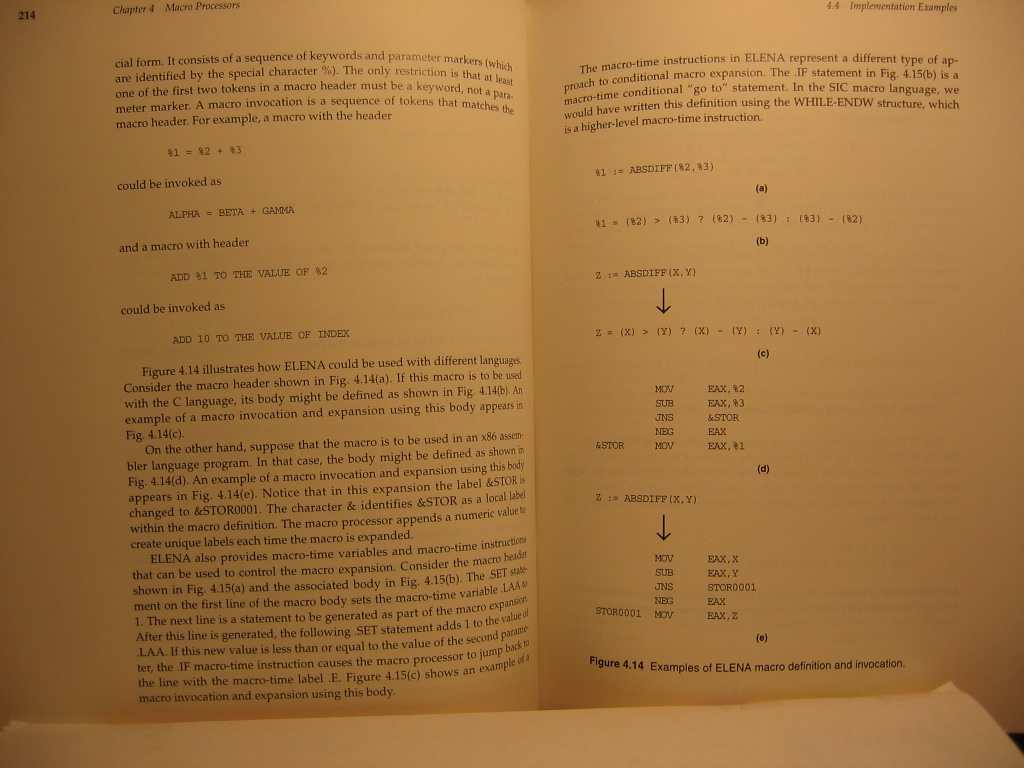 214
Chapter 4 Macro Processors
cial form. It consists of a sequence of keywords and parameter markers (which
are identified by the special character %). The only restriction is that at least
one of the first two tokens in a macro header must be a keyword, not a para-
meter marker. A macro invocation is a sequence of tokens that matches the
macro header. For example, a macro with the header
%1 = %2 + %3
could be invoked as
ALPHA = BETA + GAMMA
and a macro with header
ADD %1 TO THE VALUE OF %2
could be invoked as
ADD 10 TO THE VALUE OF INDEX
Figure 4.14 illustrates how ELENA could be used with different languages.
Consider the macro header shown in Fig. 4.14(a). If this macro is to be used
with the C language, its body might be defined as shown in Fig. 4.14(b). An
example of a macro invocation and expansion using this body appears in
Fig. 4.14(c).
On the other hand, suppose that the macro is to be used in an x86 assem-
bler language program. In that case, the body might be defined as shown in
Fig. 4.14(d). An example of a macro invocation and expansion using this body
appears in Fig. 4.14(e). Notice that in this expansion the label &STOR is
changed to &STOR0001. The character & identifies &STOR as a local label
within the macro definition. The macro processor appends a numeric value to
create unique labels each time the macro is expanded.
ELENA also provides macro-time variables and macro-time instructions
that can be used to control the macro expansion. Consider the macro header
shown in Fig. 4.15(a) and the associated body in Fig. 4.15(b). The .SET state-
ment on the first line of the macro body sets the macro-time variable .LAA to
1. The next line is a statement to be generated as part of the macro expansion.
After this line is generated, the following .SET statement adds 1 to the value of
.LAA. If this new value is less than or equal to the value of the second parame-
ter, the .IF macro-time instruction causes the macro processor to jump back to
the line with the macro-time label .E. Figure 4.15(c) shows an example of a
macro invocation and expansion using this body.
4.4 Implementation Examples
The macro-time instructions in ELENA represent a different type of ap-
proach to conditional macro expansion. The .IF statement in Fig. 4.15(b) is a
macro-time conditional "go to" statement. In the SIC macro language, we
would have written this definition using the WHILE-ENDW structure, which
is a higher-level macro-time instruction.
%1 := ABSDIFF(%2,%3)
(a)
%1 = (%2) > (%3) ? (%2) - (%3) : (%3) - (%2)
(b)
Z := ABSDIFF(X,Y)
Z = (X) > (Y) ? (X) - (Y) : (Y) - (X)
(c)
MOV EAX,%2
SUB EAX,%3
JNS &STOR
NEG EAX
&STOR MOV EAX,%1
(d)
Z := ABSDIFF(X,Y)
MOV EAX,X
SUB EAX,Y
JNS STOR0001
NEG EAX
STOR0001 MOV EAX,Z
(e)
Figure 4.14 Examples of ELENA macro definition and invocation.